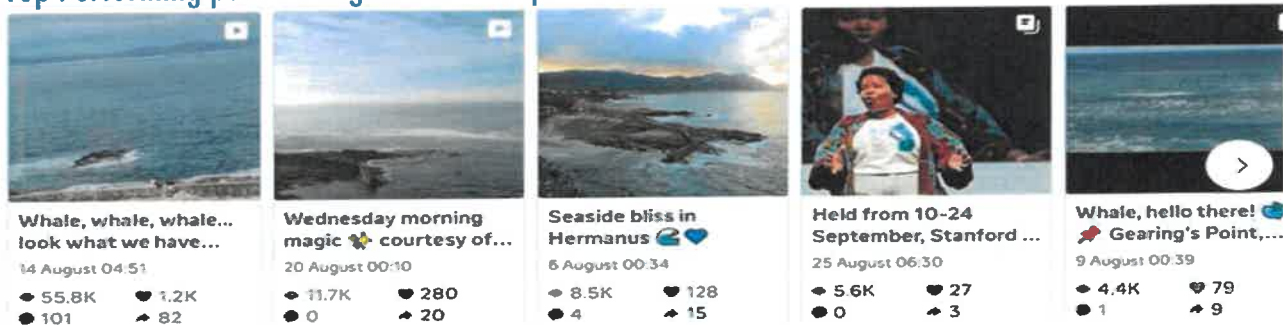 Whale, whale, whale...
look what we have...
14 August 04:51
55.8K 1.2K
101 82
Wednesday morning
magic courtesy of...
20 August 00:10
11.7K 280
0 20
Seaside bliss in
Hermanus
6 August 00:34
8.5K 128
4 15
Held from 10-24
September, Stanford ...
25 August 06:30
5.6K 27
0 3
Whale, hello there!
Gearing's Point,...
9 August 00:39
4.4K 79
1 9